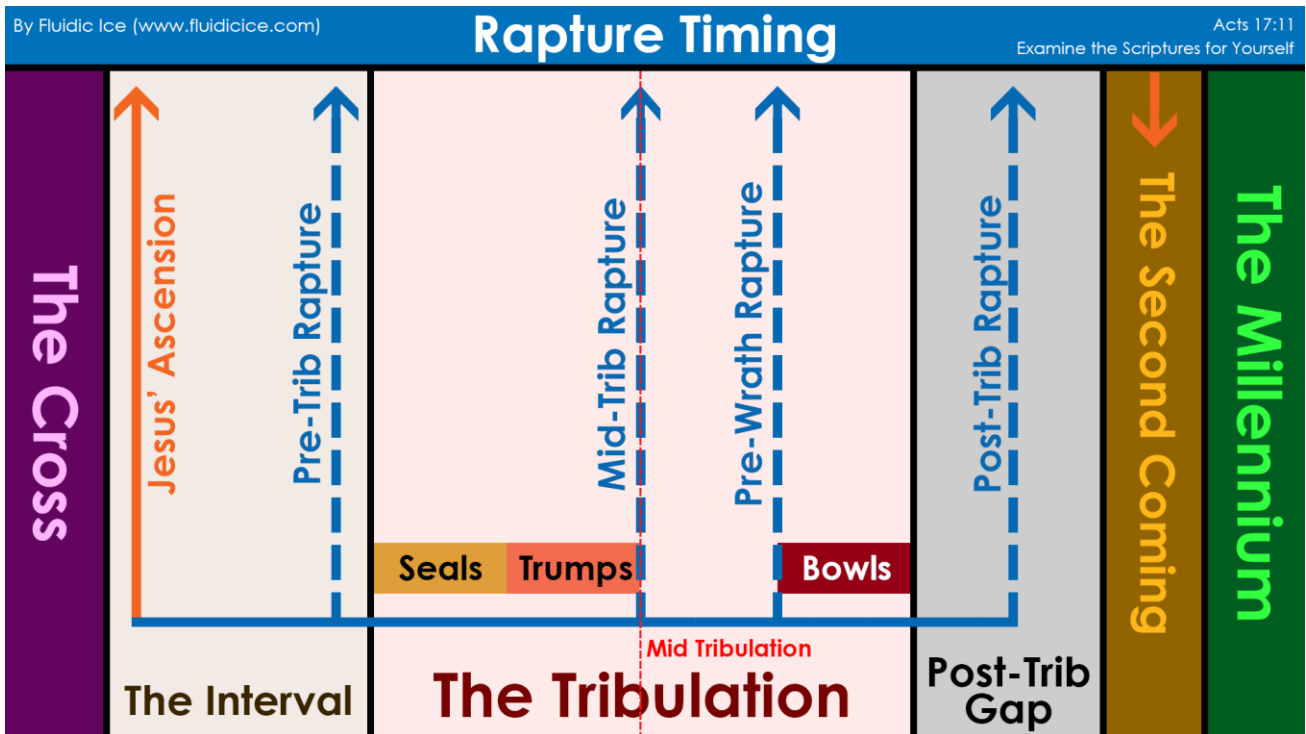 By Fluidic Ice (www.fluidicice.com)
Rapture Timing
Acts 17:11
Examine the Scriptures for Yourself
The Cross
Jesus' Ascension
Pre-Trib Rapture
Mid-Trib Rapture
Pre-Wrath Rapture
Post-Trib Rapture
The Second Coming
The Millennium
Seals
Trumps
Bowls
Mid Tribulation
The Interval
The Tribulation
Post-Trib
Gap